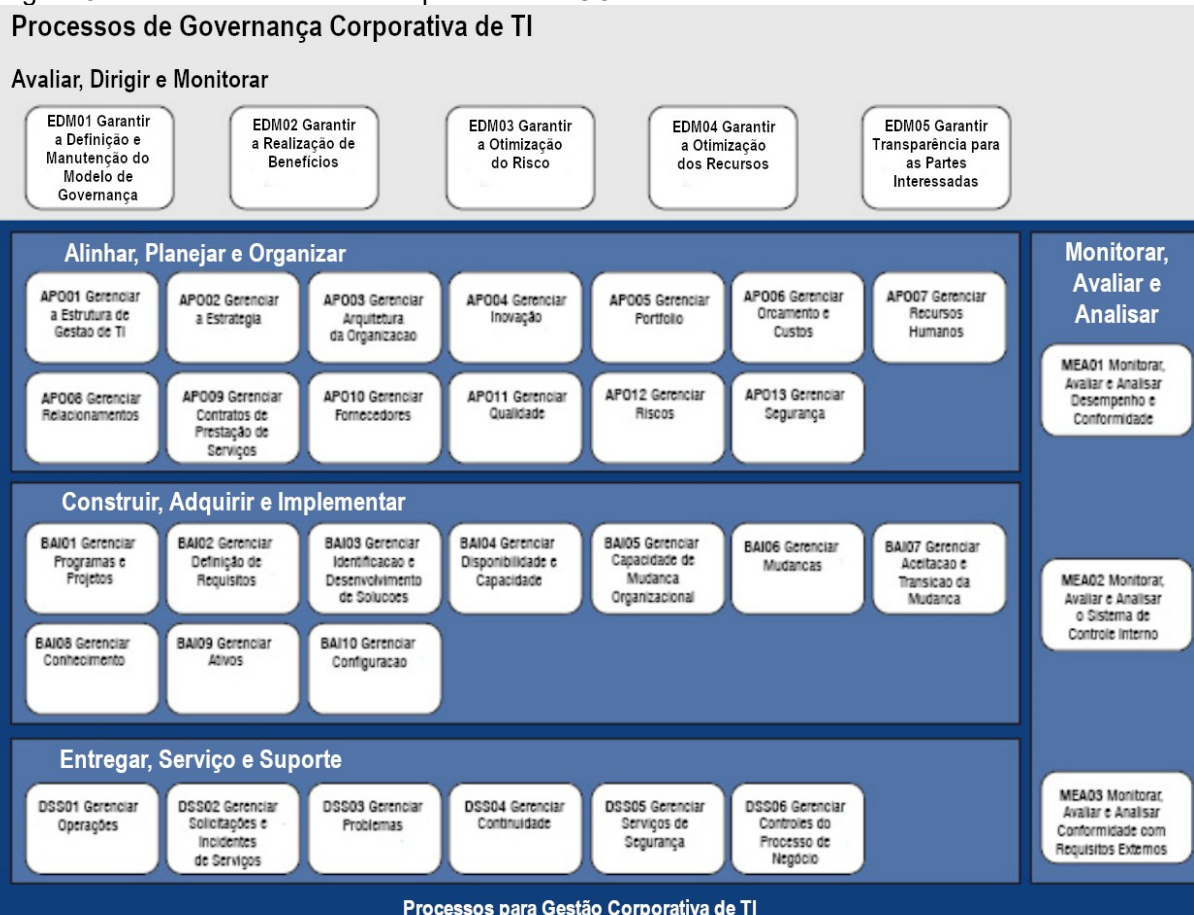 Processos de Governança Corporativa de TI
Avaliar, Dirigir e Monitorar
EDM01 Garantir
a Definição e
Manutenção do
Modelo de
Governança
EDM02 Garantir
a Realização de
Benefícios
EDM03 Garantir
a Otimização
do Risco
EDM04 Garantir
a Otimização
dos Recursos
EDM05 Garantir
Transparência para
as Partes
Interessadas
Alinhar, Planejar e Organizar
APO01 Gerenciar
a Estrutura de
Gestao de TI
APO02 Gerenciar
a Estrategia
APO03 Gerenciar
Arquitetura
da Organizacao
APO04 Gerenciar
Inovação
APO05 Gerenciar
Portfolio
APO06 Gerenciar
Orcamento e
Custos
APO07 Gerenciar
Recursos
Humanos
APO08 Gerenciar
Relacionamentos
APO09 Gerenciar
Contratos de
Prestação de
Serviços
APO10 Gerenciar
Fornecedores
APO11 Gerenciar
Qualidade
APO12 Gerenciar
Riscos
APO13 Gerenciar
Segurança
Construir, Adquirir e Implementar
BAI01 Gerenciar
Programas e
Projetos
BAI02 Gerenciar
Definição de
Requisitos
BAI03 Gerenciar
Identificacao e
Desenvolvimento
de Solucoes
BAI04 Gerenciar
Disponibilidade e
Capacidade
BAI05 Gerenciar
Capacidade de
Mudanca
Organizacional
BAI06 Gerenciar
Mudancas
BAI07 Gerenciar
Aceitacao e
Transicao da
Mudanca
BAI08 Gerenciar
Conhecimento
BAI09 Gerenciar
Ativos
BAI10 Gerenciar
Configuracao
Entregar, Serviço e Suporte
DSS01 Gerenciar
Operações
DSS02 Gerenciar
Solicitações e
Incidentes
de Serviços
DSS03 Gerenciar
Problemas
DSS04 Gerenciar
Continuidade
DSS05 Gerenciar
Serviços de
Segurança
DSS06 Gerenciar
Controles do
Processo de
Negócio
Monitorar,
Avaliar e
Analisar
MEA01 Monitorar,
Avaliar e Analisar
Desempenho e
Conformidade
MEA02 Monitorar,
Avaliar e Analisar
o Sistema de
Controle Interno
MEA03 Monitorar,
Avaliar e Analisar
Conformidade com
Requisitos Externos
Processos para Gestão Corporativa de TI